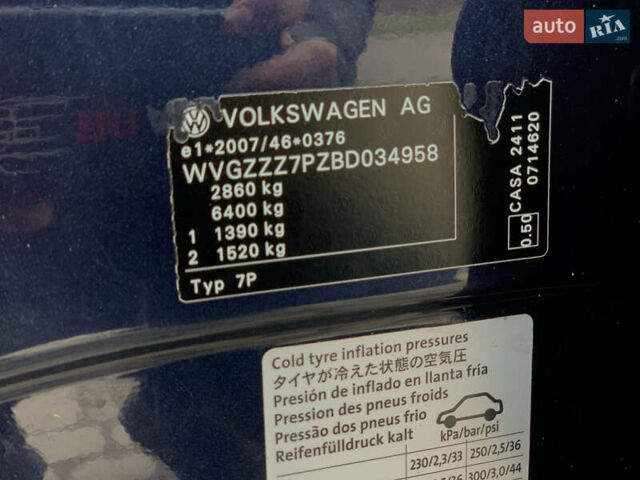 auto RIA
.com
VOLKSWAGEN AG
e1*2007/46*0376
WVGZZZ7PZBD034958
2860 kg
6400 kg
1 1390 kg
2 1520 kg
Typ 7P
0.50 CASA 2411
0714620
Cold tyre inflation pressures
タイヤが冷えた状態の空気圧
Presión de inflado en llanta fría
Pression des pneus froids
Pressão dos pneus frio
Reifenfülldruck kalt
kPa/bar/psi
230/2,3/33 250/2,5/36
300/3,0/44